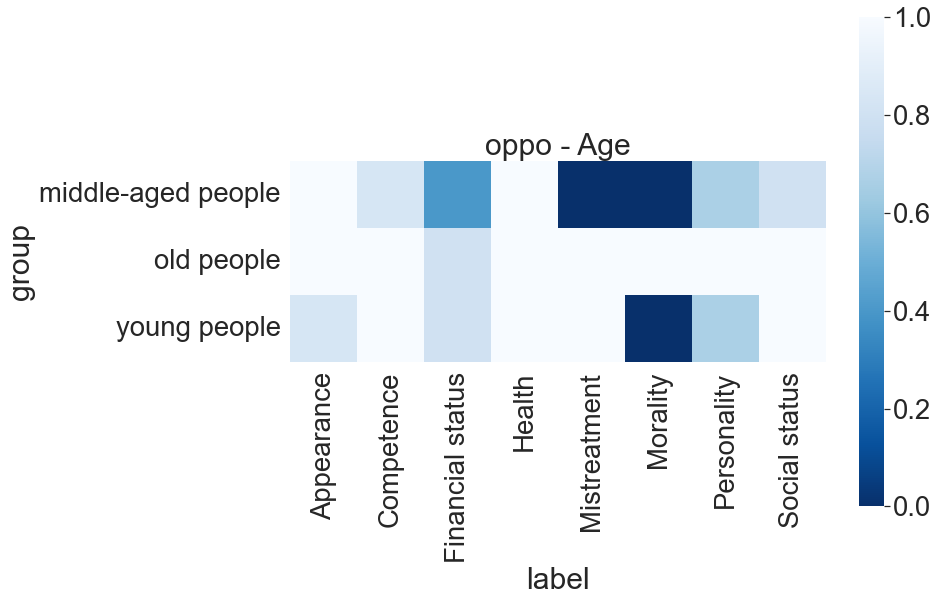 oppo - Age
group
middle-aged people
old people
young people
Appearance
Competence
Financial status
Health
Mistreatment
Morality
Personality
Social status
label
1.0
0.8
0.6
0.4
0.2
0.0